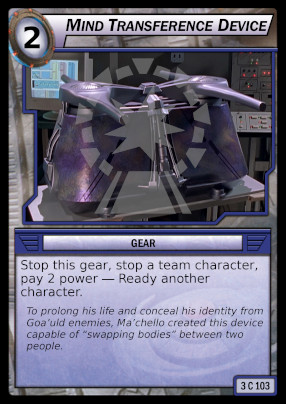 2
MIND TRANSFERENCE DEVICE
GEAR
Stop this gear, stop a team character,
pay 2 power — Ready another
character.
To prolong his life and conceal his identity from
Goa'uld enemies, Ma'chello created this device
capable of “swapping bodies” between two
people.
3 C 103